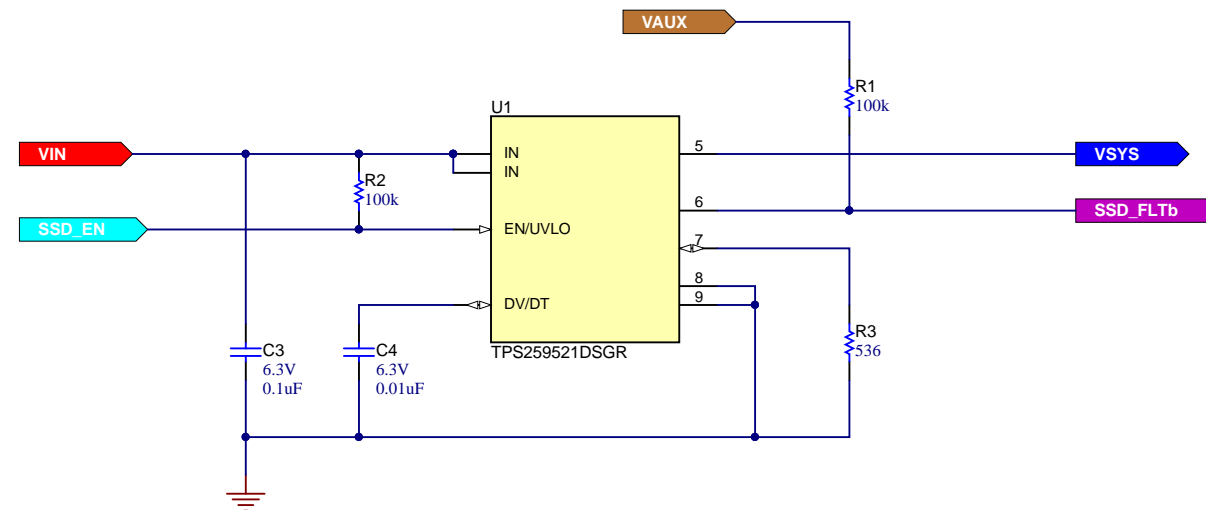 VAUX
R1
100k
U1
VIN
IN
5
VSYS
IN
R2
100k
6
SSD_FLTb
SSD_EN
EN/UVLO
7
8
DV/DT
9
R3
536
C3
6.3V
0.1uF
C4
6.3V
0.01uF
TPS259521DSGR